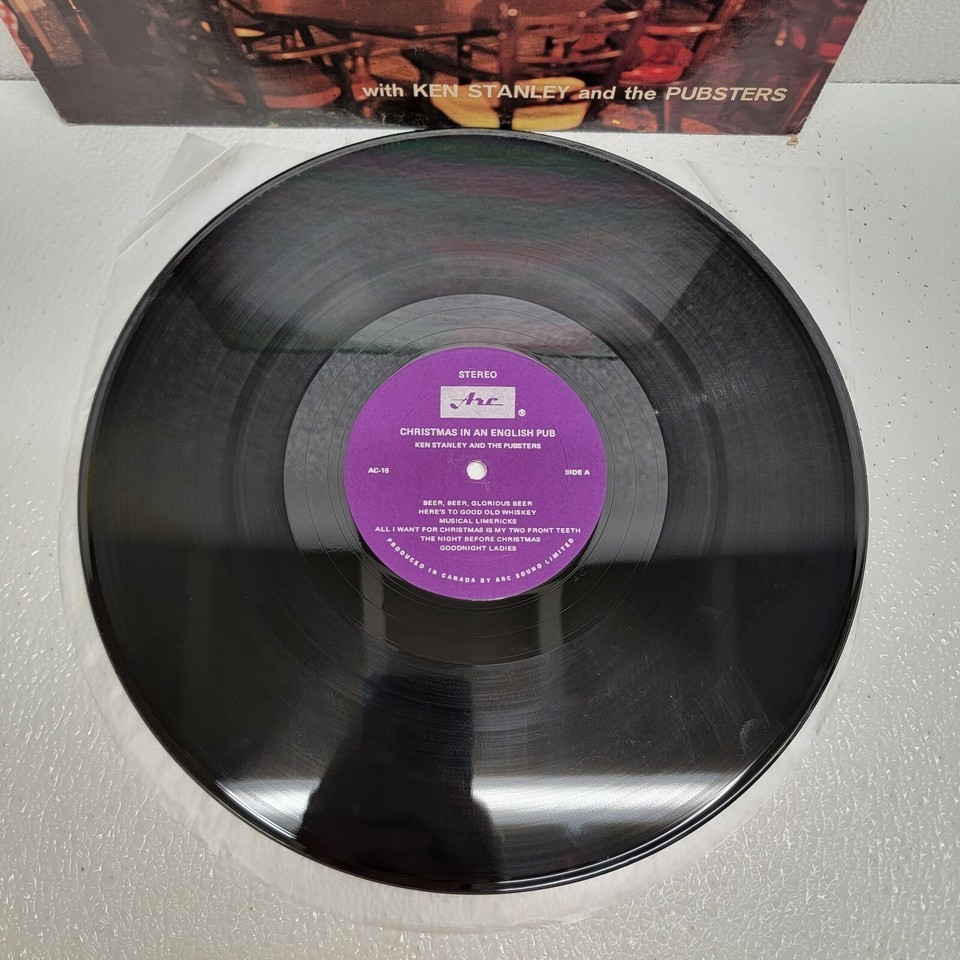 with KEN STANLEY and the PUBSTERS
STEREO
Arc
®
CHRISTMAS IN AN ENGLISH PUB
KEN STANLEY AND THE PUBSTERS
AC-16
SIDE A
BEER, BEER, GLORIOUS BEER
HERE'S TO GOOD OLD WHISKEY
MUSICAL LIMERICKS
ALL I WANT FOR CHRISTMAS IS MY TWO FRONT TEETH
THE NIGHT BEFORE CHRISTMAS
GOODNIGHT LADIES
PRODUCED IN CANADA BY ARC SOUND LIMITED